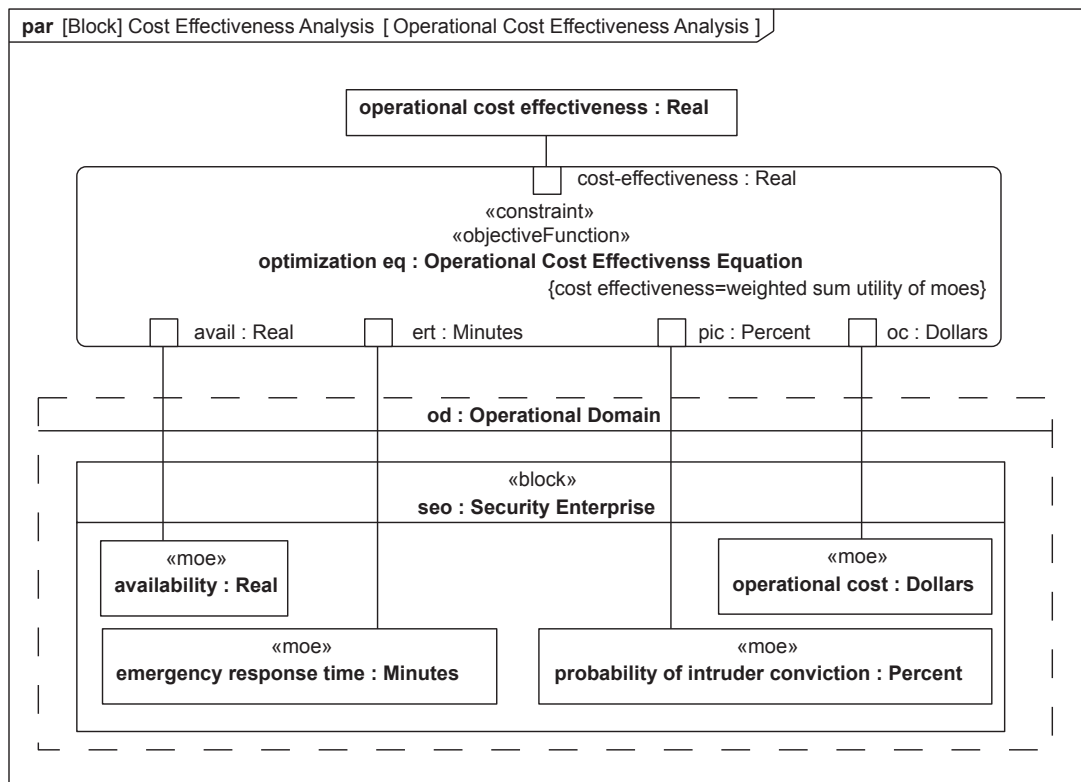 par [Block] Cost Effectiveness Analysis [ Operational Cost Effectiveness Analysis ]
operational cost effectiveness : Real
cost-effectiveness : Real
«constraint»
«objectiveFunction»
optimization eq : Operational Cost Effectivenss Equation
{cost effectiveness=weighted sum utility of moes}
avail : Real
ert : Minutes
pic : Percent
oc : Dollars
od : Operational Domain
«block»
seo : Security Enterprise
«moe»
availability : Real
«moe»
operational cost : Dollars
«moe»
emergency response time : Minutes
«moe»
probability of intruder conviction : Percent